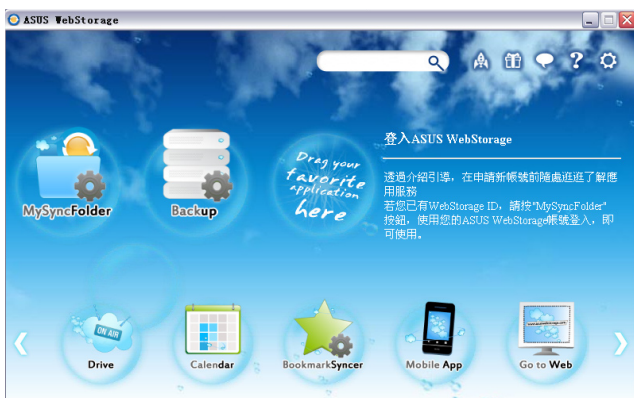 ASUS WebStorage
登入ASUS WebStorage
Drag your
favorite
application
here
透過介紹引導，在申請新帳號前隨處逛逛了解應
用服務
若您已有WebStorage ID，請按"MySyncFolder"
按鈕，使用您的ASUS WebStorage帳號登入，即
可使用。
MySyncFolder
Backup
ON AIR
Drive
Calendar
BookmarkSyncer
Mobile App
Go to Web